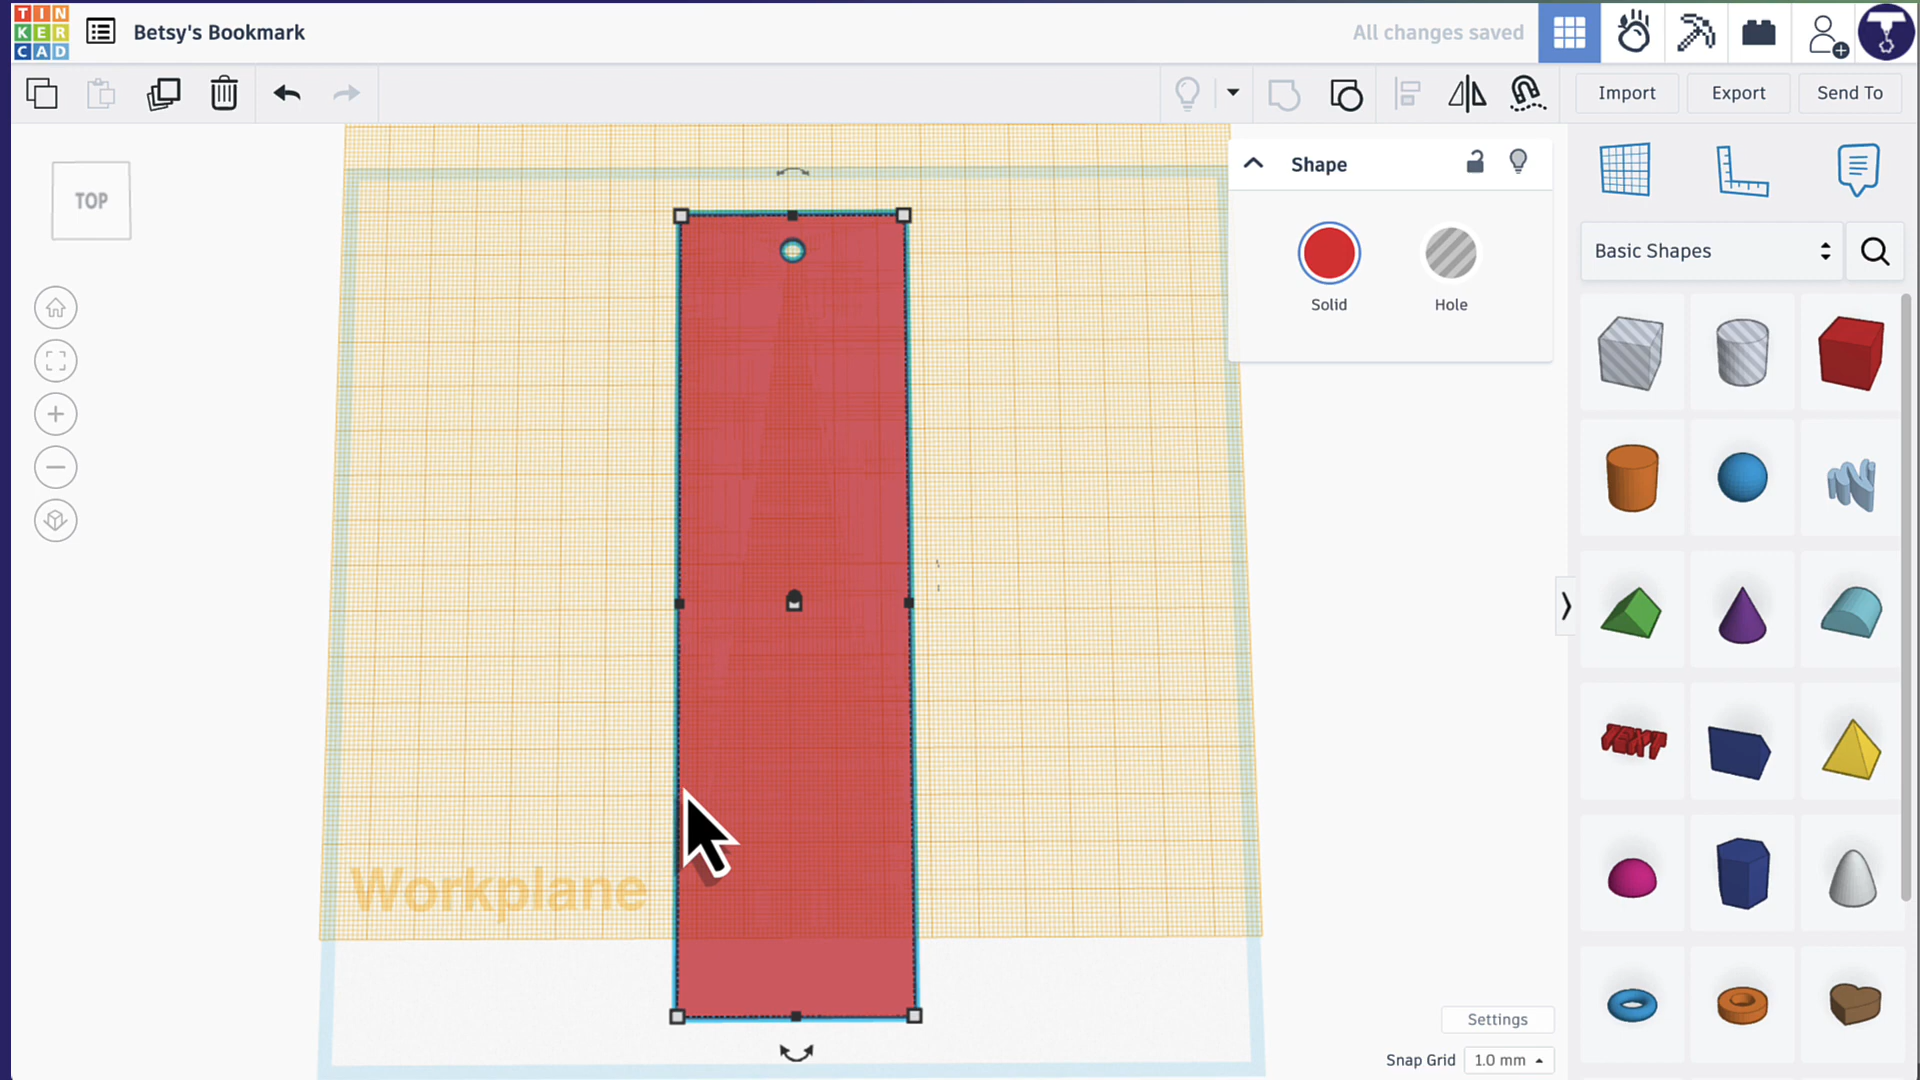 TIN
KER
CAD
Betsy's Bookmark
All changes saved
Import
Export
Send To
TOP
Shape
Solid
Hole
Basic Shapes
TEXT
Workplane
Settings
Snap Grid
1.0 mm